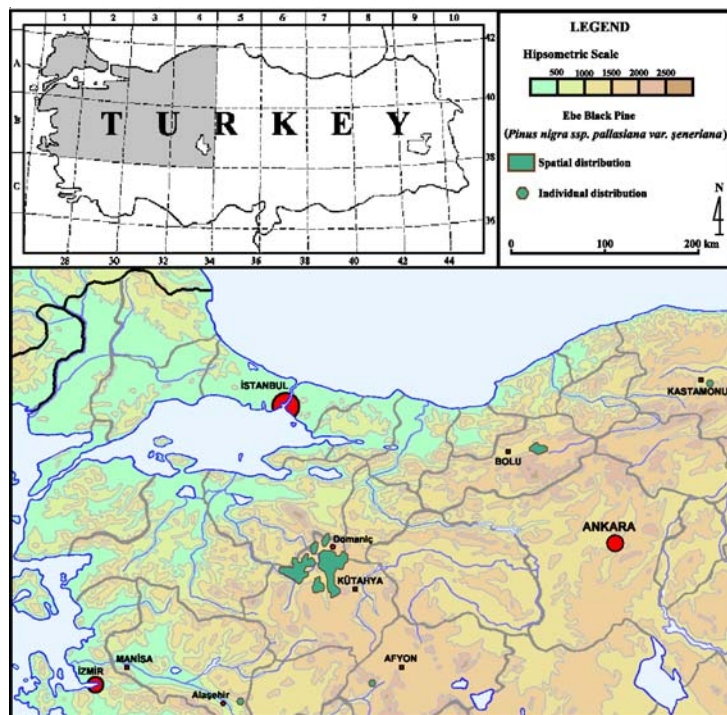 1 2 3 4 5 6 7 8 9 10
A
B
C
42
40
38
36
TURKEY
28 30 32 34 36 38 40 42 44
LEGEND
Hipsometric Scale
500 1000 1500 2000 2500
Ebe Black Pine
(Pinus nigra ssp. pallasiana var. şeneriana)
Spatial distribution
Individual distribution
N
0 100 200 km
İSTANBUL
KASTAMONU
BOLU
ANKARA
Domaniç
KÜTAHYA
MANİSA
AFYON
İZMİR
Alaşehir